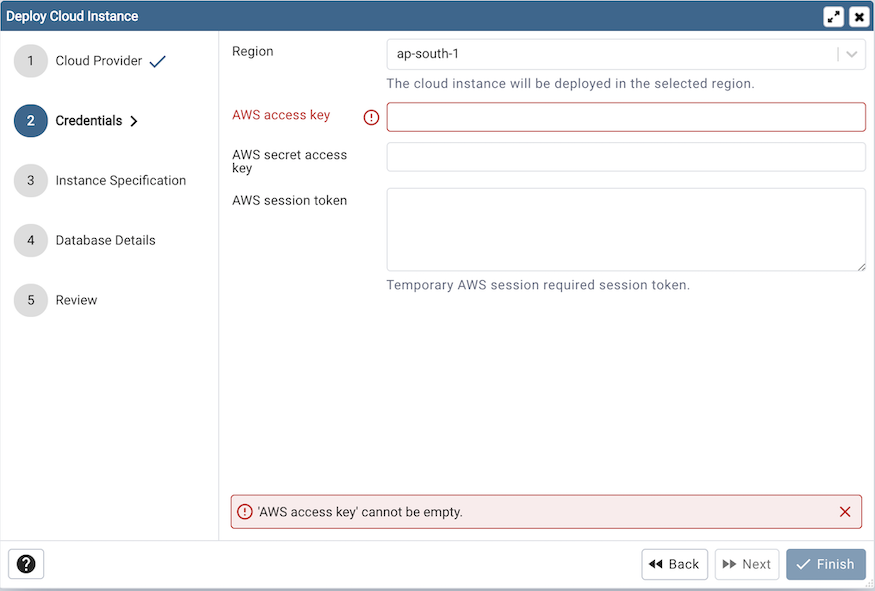 Deploy Cloud Instance
1 Cloud Provider
2 Credentials
3 Instance Specification
4 Database Details
5 Review
Region
ap-south-1
The cloud instance will be deployed in the selected region.
AWS access key
AWS secret access
key
AWS session token
Temporary AWS session required session token.
'AWS access key' cannot be empty.
?
Back
Next
Finish